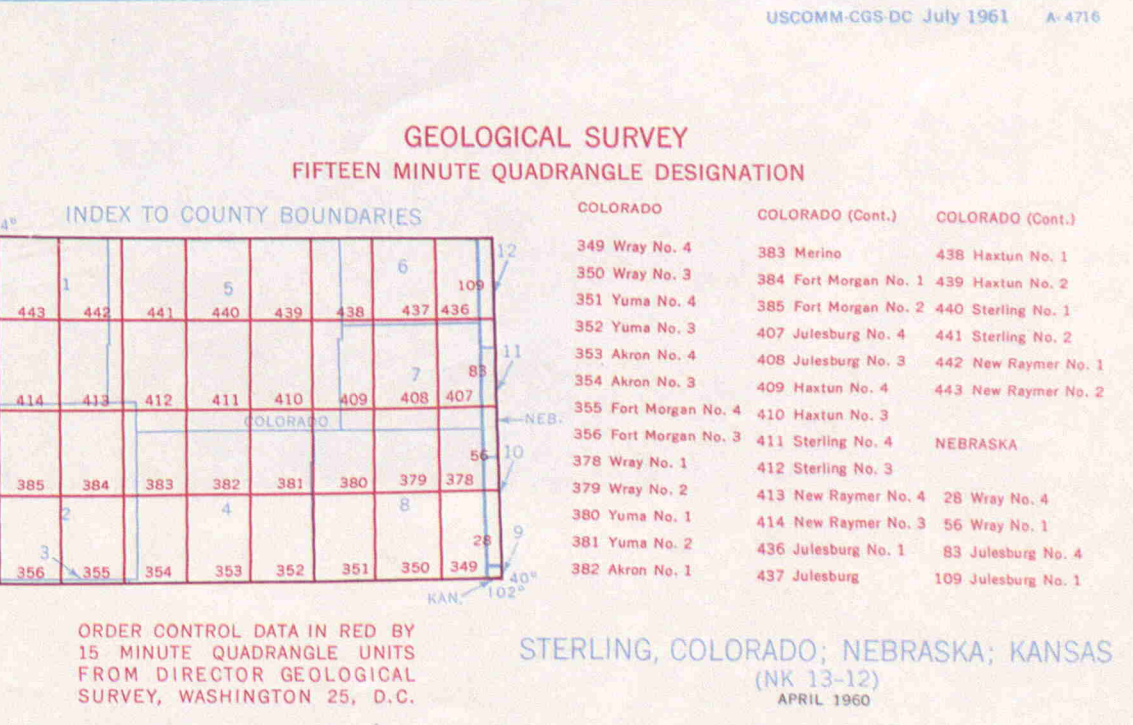 USCOMM-CGS-DC July 1961 A-4716
GEOLOGICAL SURVEY
FIFTEEN MINUTE QUADRANGLE DESIGNATION
INDEX TO COUNTY BOUNDARIES
4°
1 5 6 109 12
443 442 441 440 439 438 437 436
7 83 11
414 413 412 411 410 409 408 407
COLORADO NEB.
56 10
385 384 383 382 381 380 379 378
2 4 8
28 9
3
356 355 354 353 352 351 350 349
40°
KAN. 102°
COLORADO
349 Wray No. 4
350 Wray No. 3
351 Yuma No. 4
352 Yuma No. 3
353 Akron No. 4
354 Akron No. 3
355 Fort Morgan No. 4
356 Fort Morgan No. 3
378 Wray No. 1
379 Wray No. 2
380 Yuma No. 1
381 Yuma No. 2
382 Akron No. 1
COLORADO (Cont.)
383 Merino
384 Fort Morgan No. 1
385 Fort Morgan No. 2
407 Julesburg No. 4
408 Julesburg No. 3
409 Haxtun No. 4
410 Haxtun No. 3
411 Sterling No. 4
412 Sterling No. 3
413 New Raymer No. 4
414 New Raymer No. 3
436 Julesburg No. 1
437 Julesburg
COLORADO (Cont.)
438 Haxtun No. 1
439 Haxtun No. 2
440 Sterling No. 1
441 Sterling No. 2
442 New Raymer No. 1
443 New Raymer No. 2
NEBRASKA
28 Wray No. 4
56 Wray No. 1
83 Julesburg No. 4
109 Julesburg No. 1
ORDER CONTROL DATA IN RED BY
15 MINUTE QUADRANGLE UNITS
FROM DIRECTOR GEOLOGICAL
SURVEY, WASHINGTON 25, D.C.
STERLING, COLORADO; NEBRASKA; KANSAS
(NK 13-12)
APRIL 1960